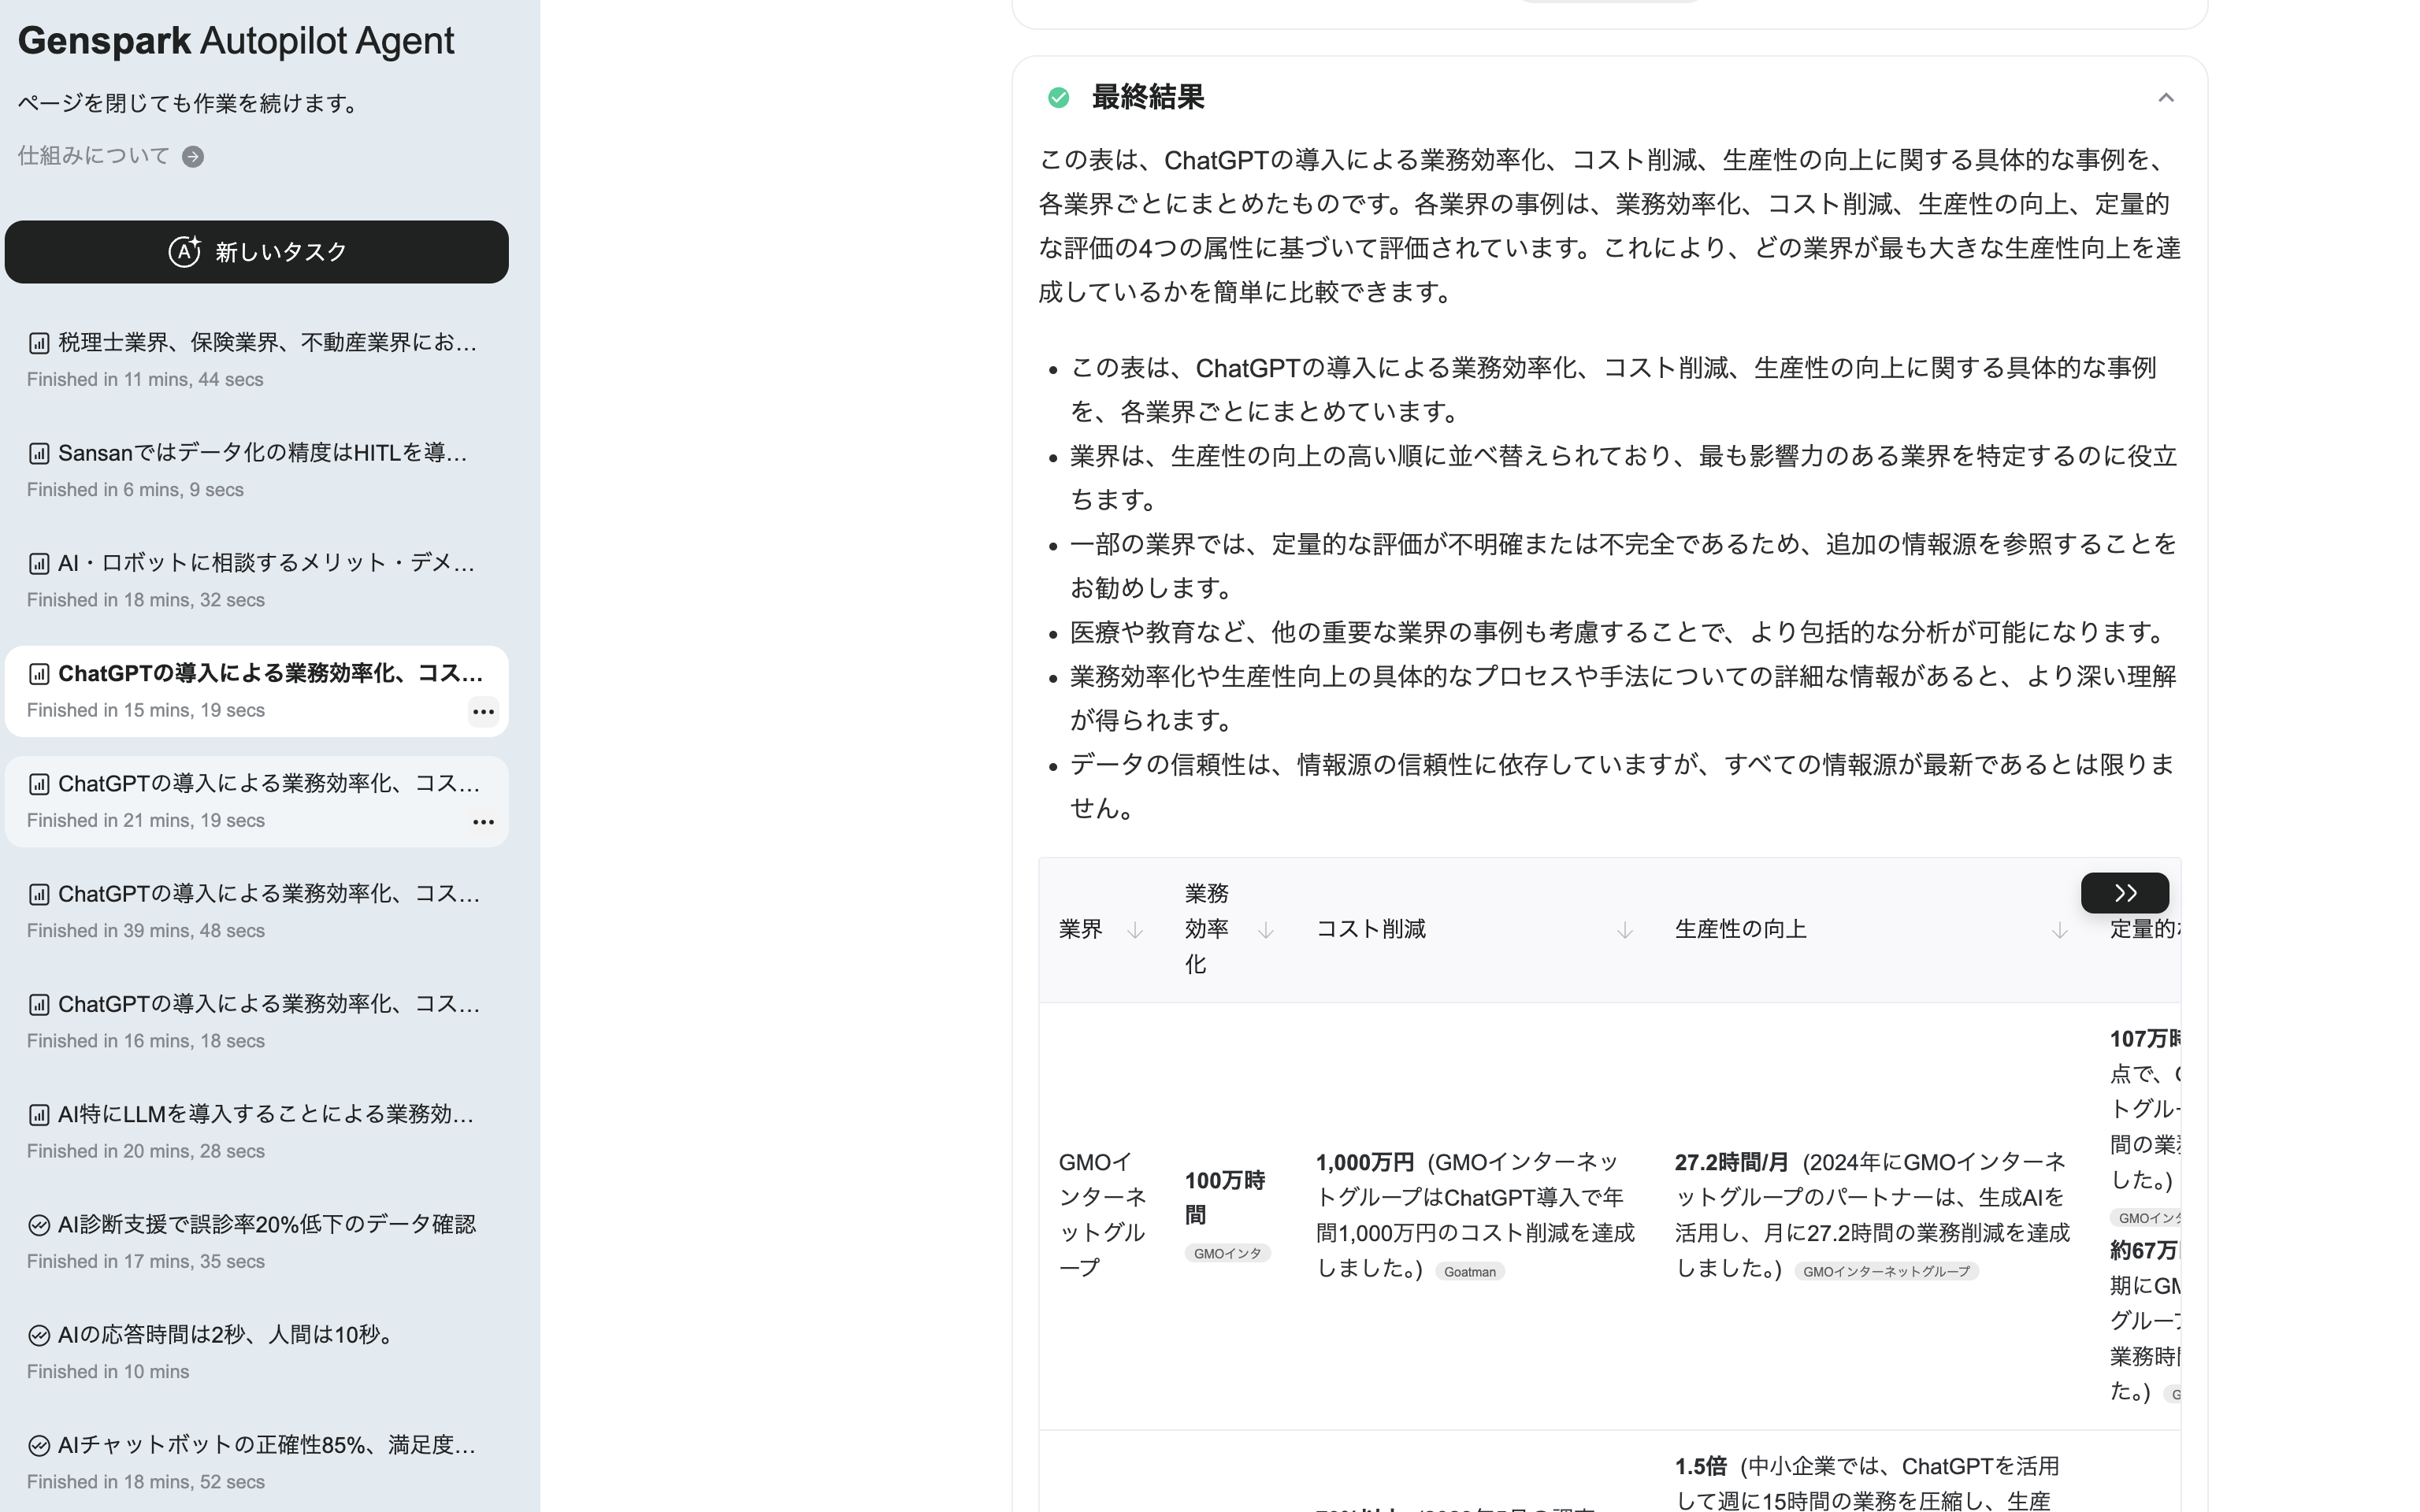 Genspark Autopilot Agent
ページを閉じても作業を続けます。
仕組みについて
新しいタスク
税理士業界、保険業界、不動産業界にお…
Finished in 11 mins, 44 secs
Sansanではデータ化の精度はHITLを導…
Finished in 6 mins, 9 secs
AI・ロボットに相談するメリット・デメ…
Finished in 18 mins, 32 secs
ChatGPTの導入による業務効率化、コス…
Finished in 15 mins, 19 secs
ChatGPTの導入による業務効率化、コス…
Finished in 21 mins, 19 secs
ChatGPTの導入による業務効率化、コス…
Finished in 39 mins, 48 secs
ChatGPTの導入による業務効率化、コス…
Finished in 16 mins, 18 secs
AI特にLLMを導入することによる業務効…
Finished in 20 mins, 28 secs
AI診断支援で誤診率20%低下のデータ確認
Finished in 17 mins, 35 secs
AIの応答時間は2秒、人間は10秒。
Finished in 10 mins
AIチャットボットの正確性85%、満足度…
Finished in 18 mins, 52 secs
最終結果
この表は、ChatGPTの導入による業務効率化、コスト削減、生産性の向上に関する具体的な事例を、
各業界ごとにまとめたものです。各業界の事例は、業務効率化、コスト削減、生産性の向上、定量的
な評価の4つの属性に基づいて評価されています。これにより、どの業界が最も大きな生産性向上を達
成しているかを簡単に比較できます。
• この表は、ChatGPTの導入による業務効率化、コスト削減、生産性の向上に関する具体的な事例
を、各業界ごとにまとめています。
• 業界は、生産性の向上の高い順に並べ替えられており、最も影響力のある業界を特定するのに役立
ちます。
• 一部の業界では、定量的な評価が不明確または不完全であるため、追加の情報源を参照することを
お勧めします。
• 医療や教育など、他の重要な業界の事例も考慮することで、より包括的な分析が可能になります。
• 業務効率化や生産性向上の具体的なプロセスや手法についての詳細な情報があると、より深い理解
が得られます。
• データの信頼性は、情報源の信頼性に依存していますが、すべての情報源が最新であるとは限りま
せん。
業界
業務
効率
化
コスト削減
生産性の向上
定量的
GMOイ
ンターネ
ットグル
ープ
100万時
間
GMOインタ
1,000万円 (GMOインターネッ
トグループはChatGPT導入で年
間1,000万円のコスト削減を達成
しました。) Goatman
27.2時間/月 (2024年にGMOインターネ
ットグループのパートナーは、生成AIを
活用し、月に27.2時間の業務削減を達成
しました。) GMOインターネットグループ
107万時
点で、
トグルー
間の業
した。)
GMOイン
約67万
期にGM
グルー
業務時
た。)
1.5倍 (中小企業では、ChatGPTを活用
して週に15時間の業務を圧縮し、生産